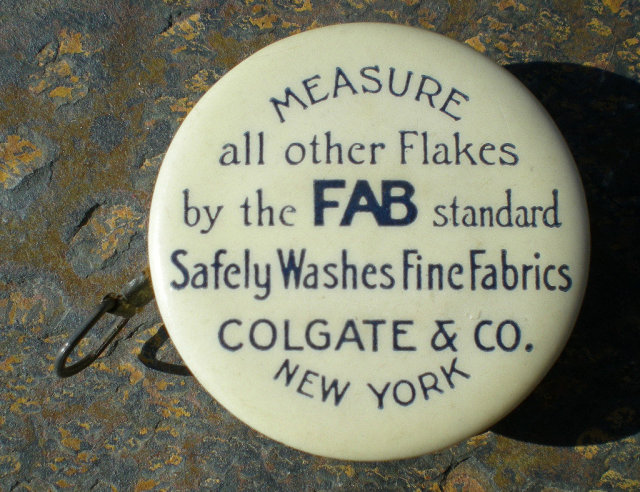 MEASURE
all other Flakes
by the FAB standard
Safely Washes Fine Fabrics
COLGATE & CO.
NEW YORK